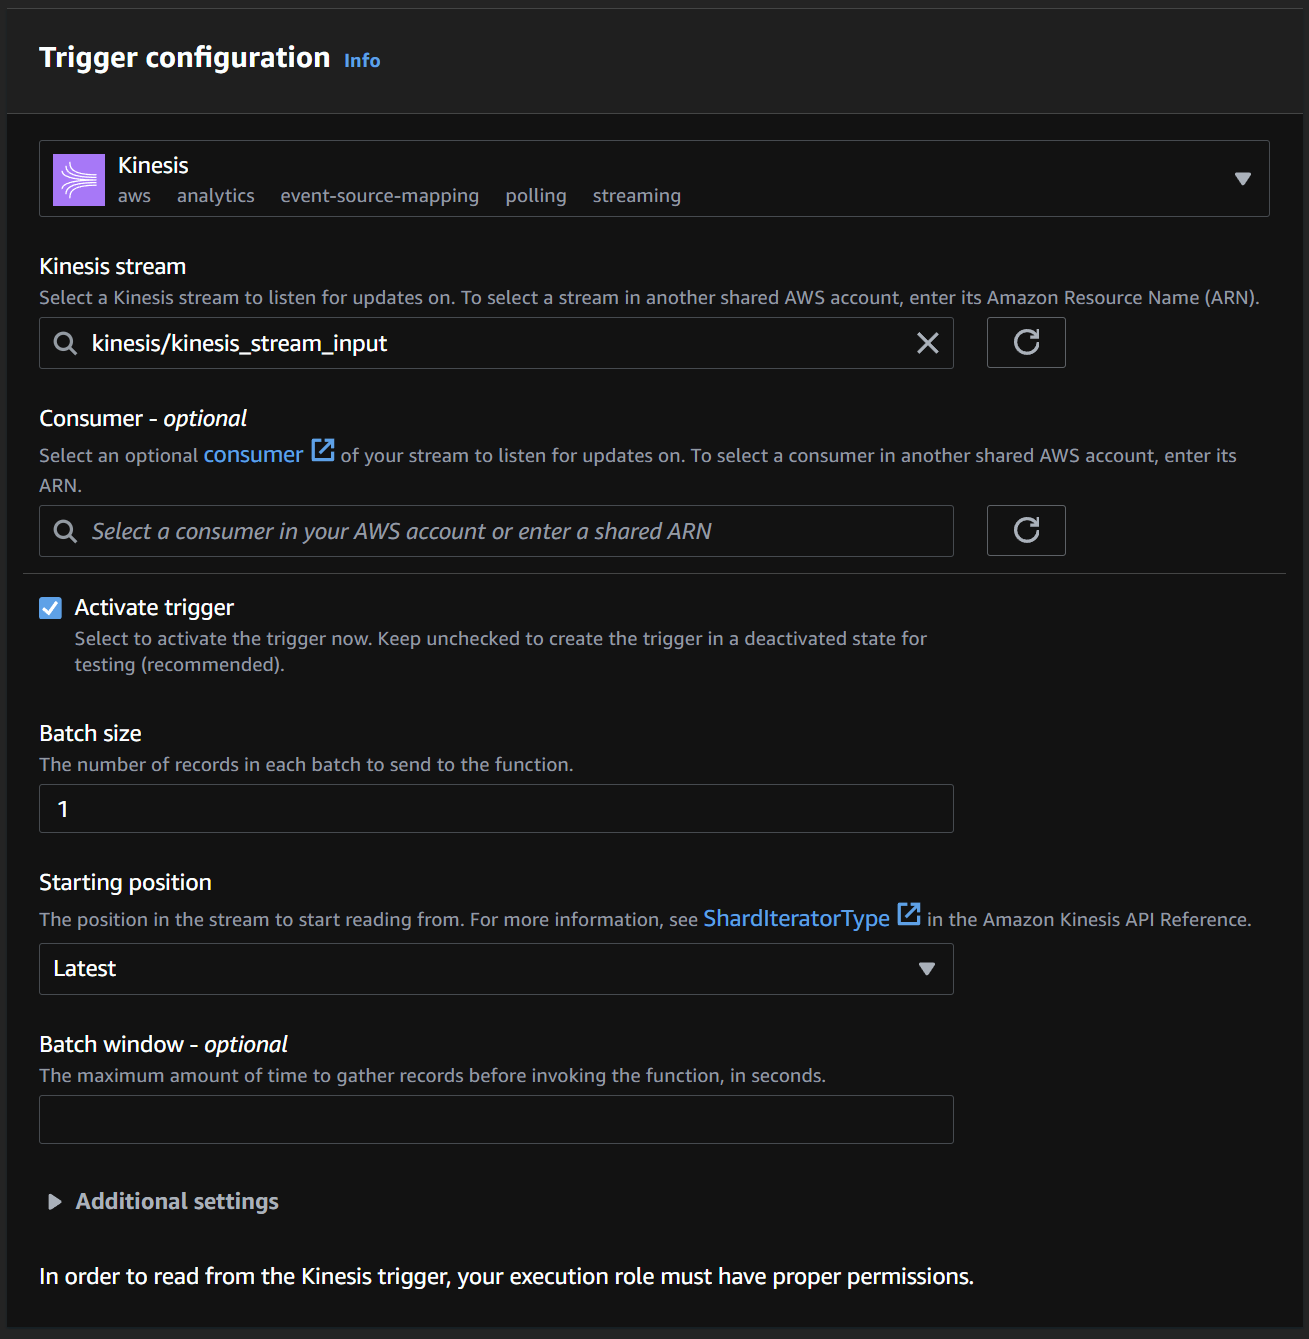 Trigger configuration Info
Kinesis
aws analytics event-source-mapping polling streaming
Kinesis stream
Select a Kinesis stream to listen for updates on. To select a stream in another shared AWS account, enter its Amazon Resource Name (ARN).
kinesis/kinesis_stream_input
Consumer - optional
Select an optional consumer of your stream to listen for updates on. To select a consumer in another shared AWS account, enter its
ARN.
Select a consumer in your AWS account or enter a shared ARN
Activate trigger
Select to activate the trigger now. Keep unchecked to create the trigger in a deactivated state for
testing (recommended).
Batch size
The number of records in each batch to send to the function.
1
Starting position
The position in the stream to start reading from. For more information, see ShardIteratorType in the Amazon Kinesis API Reference.
Latest
Batch window - optional
The maximum amount of time to gather records before invoking the function, in seconds.
Additional settings
In order to read from the Kinesis trigger, your execution role must have proper permissions.